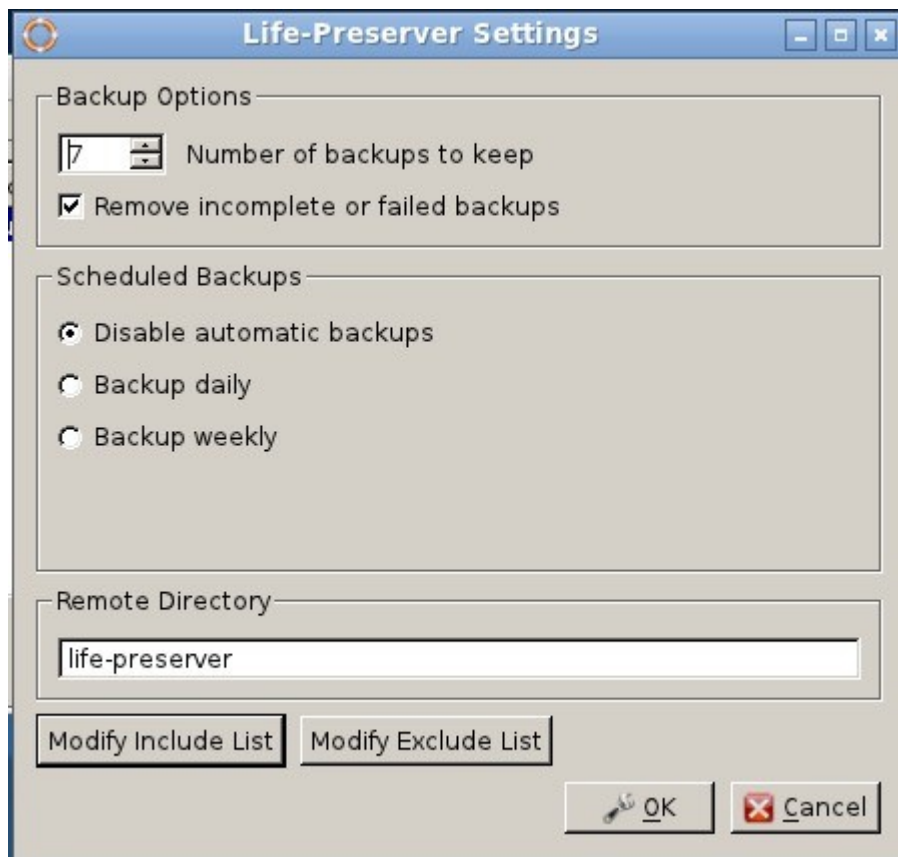 Life-Preserver Settings
Backup Options
7 Number of backups to keep
Remove incomplete or failed backups
Scheduled Backups
Disable automatic backups
Backup daily
Backup weekly
Remote Directory
life-preserver
Modify Include List Modify Exclude List
OK Cancel